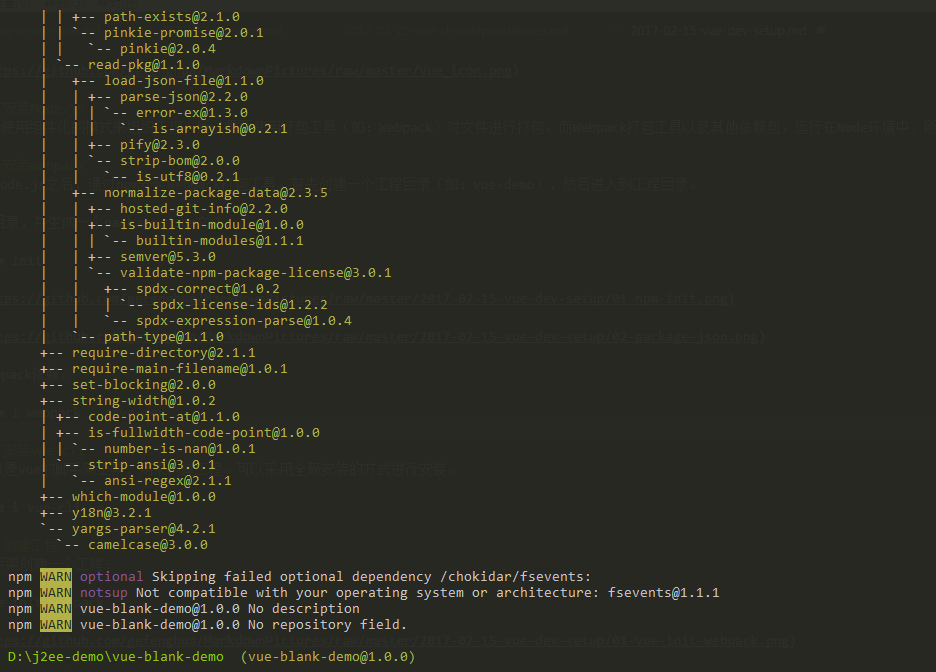 | | +-- path-exists@2.1.0
| | `-- pinkie-promise@2.0.1
| |   `-- pinkie@2.0.4
| `-- read-pkg@1.1.0
|   +-- load-json-file@1.1.0
|   | +-- parse-json@2.2.0
|   | | `-- error-ex@1.3.0
|   | |   `-- is-arrayish@0.2.1
|   | +-- pify@2.3.0
|   | `-- strip-bom@2.0.0
|   |   `-- is-utf8@0.2.1
|   +-- normalize-package-data@2.3.5
|   | +-- hosted-git-info@2.2.0
|   | +-- is-builtin-module@1.0.0
|   | | `-- builtin-modules@1.1.1
|   | +-- semver@5.3.0
|   | `-- validate-npm-package-license@3.0.1
|   |   +-- spdx-correct@1.0.2
|   |   | `-- spdx-license-ids@1.2.2
|   |   `-- spdx-expression-parse@1.0.4
|   `-- path-type@1.1.0
+-- require-directory@2.1.1
+-- require-main-filename@1.0.1
+-- set-blocking@2.0.0
+-- string-width@1.0.2
| +-- code-point-at@1.1.0
| +-- is-fullwidth-code-point@1.0.0
| | `-- number-is-nan@1.0.1
| `-- strip-ansi@3.0.1
|   `-- ansi-regex@2.1.1
+-- which-module@1.0.0
+-- y18n@3.2.1
`-- yargs-parser@4.2.1
  `-- camelcase@3.0.0
npm WARN optional Skipping failed optional dependency /chokidar/fsevents:
npm WARN notsup Not compatible with your operating system or architecture: fsevents@1.1.1
npm WARN vue-blank-demo@1.0.0 No description
npm WARN vue-blank-demo@1.0.0 No repository field.
D:\j2ee-demo\vue-blank-demo  (vue-blank-demo@1.0.0)